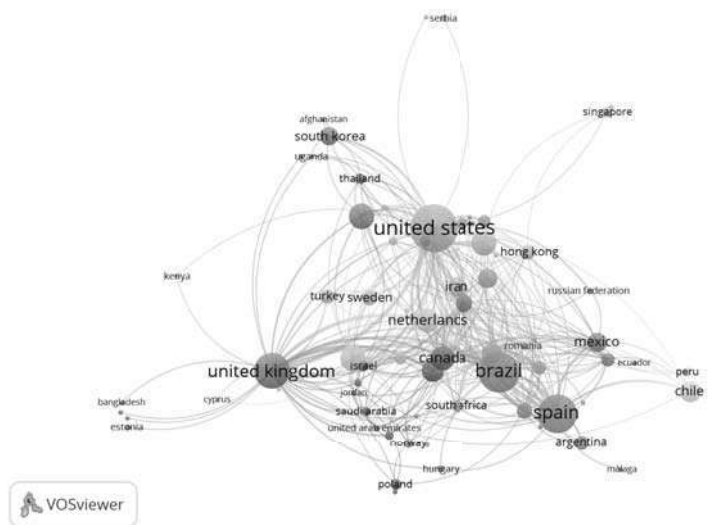 serbia
singapore
afghanistan
south korea
uganda
thailand
united states
hong kong
kenya
iran
russian federation
turkey
sweden
netherlands
romania
mexico
canada
ecuador
united kingdom
israel
brazil
peru
jordan
chile
bangladesh
cyprus
saudi arabia
south africa
spain
estonia
united arab emirates
norway
argentina
hungary
malaga
poland
VOSviewer